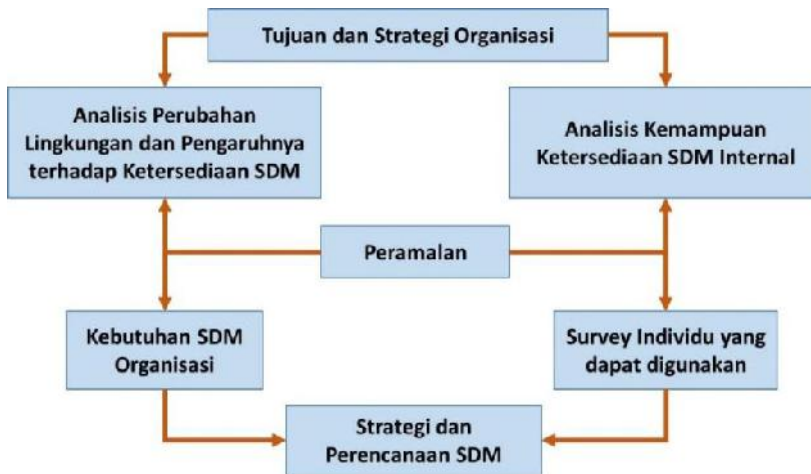 Tujuan dan Strategi Organisasi
Analisis Perubahan
Lingkungan dan Pengaruhnya
terhadap Ketersediaan SDM
Analisis Kemampuan
Ketersediaan SDM Internal
Peramalan
Kebutuhan SDM
Organisasi
Survey Individu yang
dapat digunakan
Strategi dan
Perencanaan SDM